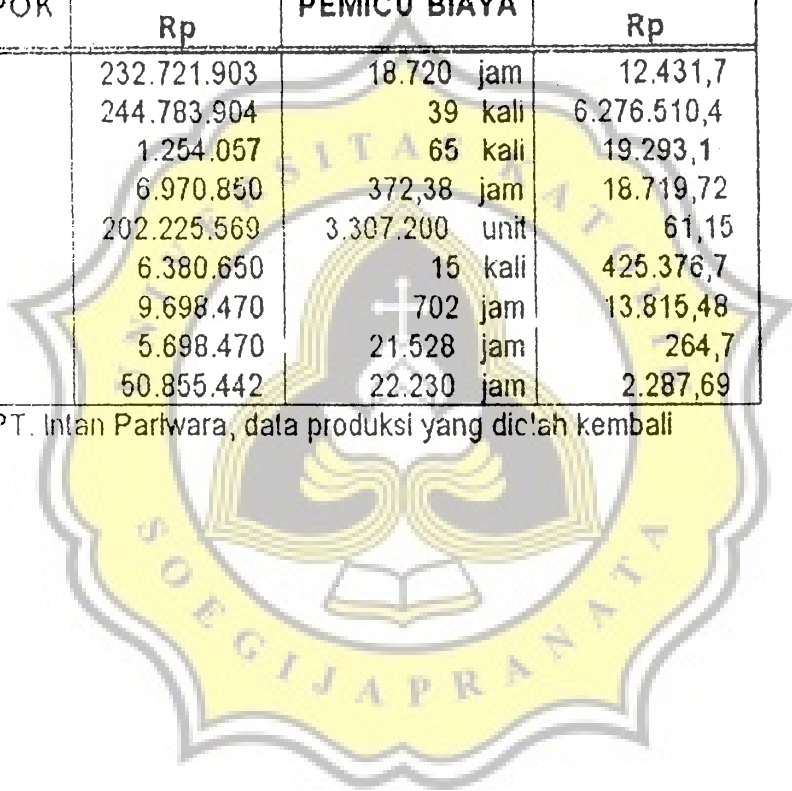 POK PEMICU BIAYA
Rp Rp
232.721.903 18.720 jam 12.431,7
244.783.904 39 kali 6.276.510,4
1.254.057 65 kali 19.293,1
6.970.850 372,38 jam 18.719,72
202.225.569 3.307.200 unit 61,15
6.380.650 15 kali 425.376,7
9.698.470 702 jam 13.815,48
5.698.470 21.528 jam 264,7
50.855.442 22.230 jam 2.287,69
PT. Intan Pariwara, data produksi yang diolah kembali
UNIVERSITAS KATOLIK
SOEGIJAPRANATA